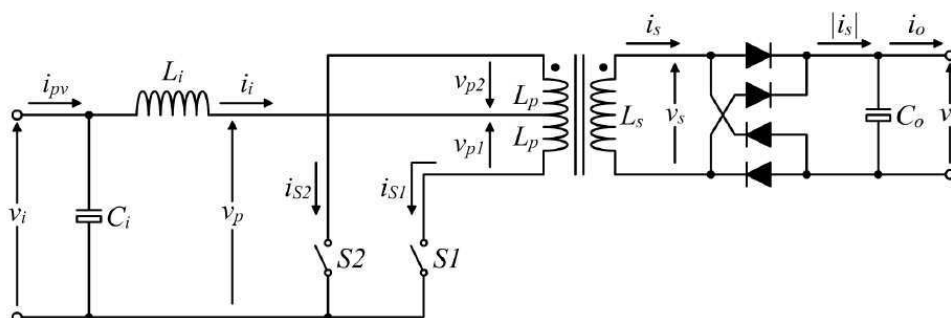 i_pv
L_i
i_i
v_p2
L_p
L_p
v_p1
i_s
v_s
L_s
|i_s|
i_o
C_o
v
v_i
C_i
v_p
i_S2
S2
i_S1
S1